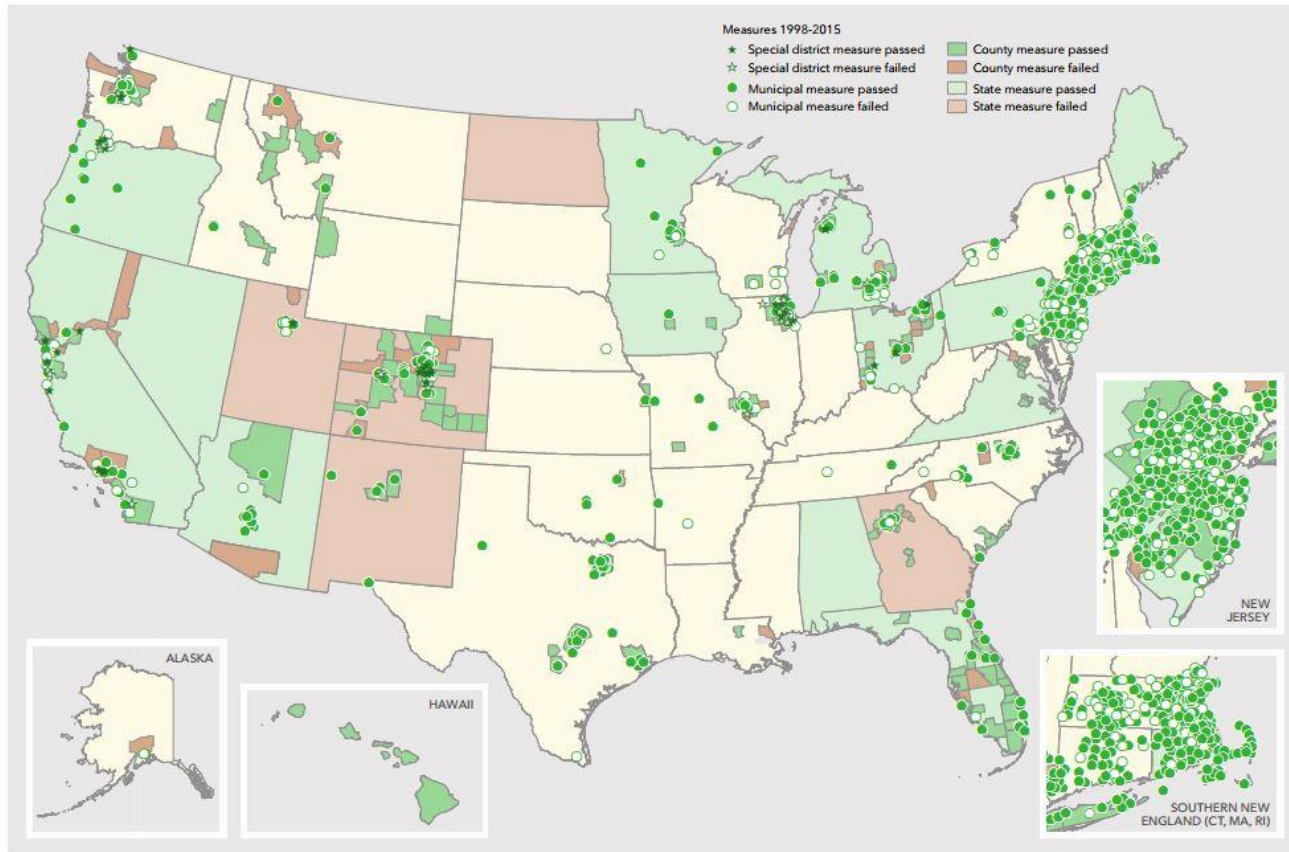 Measures 1998-2015
Special district measure passed
Special district measure failed
Municipal measure passed
Municipal measure failed
County measure passed
County measure failed
State measure passed
State measure failed
ALASKA
HAWAII
NEW
JERSEY
SOUTHERN NEW
ENGLAND (CT, MA, RI)